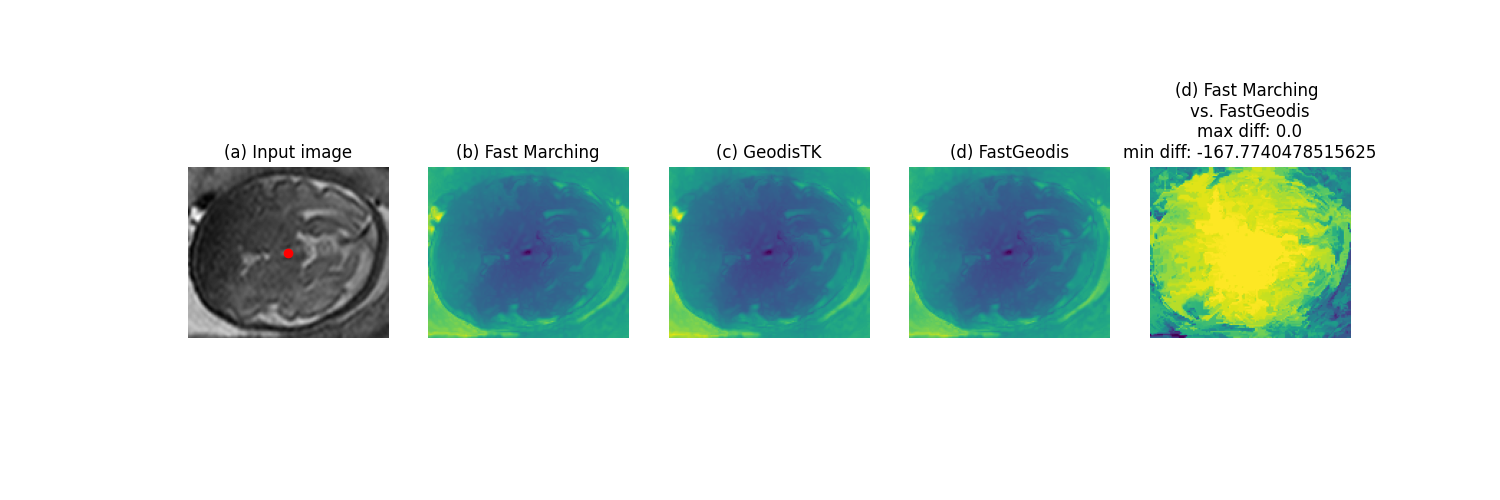 (a) Input image
(b) Fast Marching
(c) GeodisTK
(d) FastGeodis
(d) Fast Marching
vs. FastGeodis
max diff: 0.0
min diff: -167.7740478515625